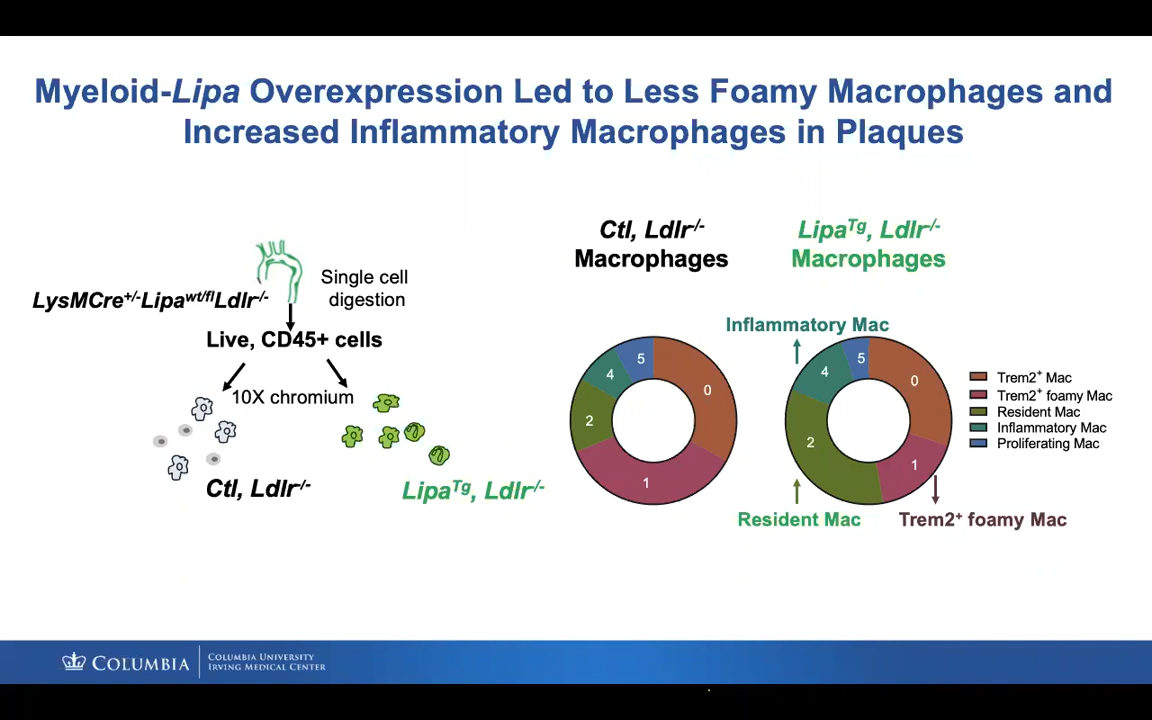 Myeloid-Lipa Overexpression Led to Less Foamy Macrophages and
Increased Inflammatory Macrophages in Plaques
LysMCre+/-Lipawt/flLdlr-/-
Single cell
digestion
Live, CD45+ cells
10X chromium
Ctl, Ldlr-/-
LipaTg, Ldlr-/-
Ctl, Ldlr-/-
Macrophages
LipaTg, Ldlr-/-
Macrophages
5
4
0
2
1
Inflammatory Mac
5
4
0
2
1
Resident Mac
Trem2+ foamy Mac
Trem2+ Mac
Trem2+ foamy Mac
Resident Mac
Inflammatory Mac
Proliferating Mac
COLUMBIA
COLUMBIA UNIVERSITY
IRVING MEDICAL CENTER